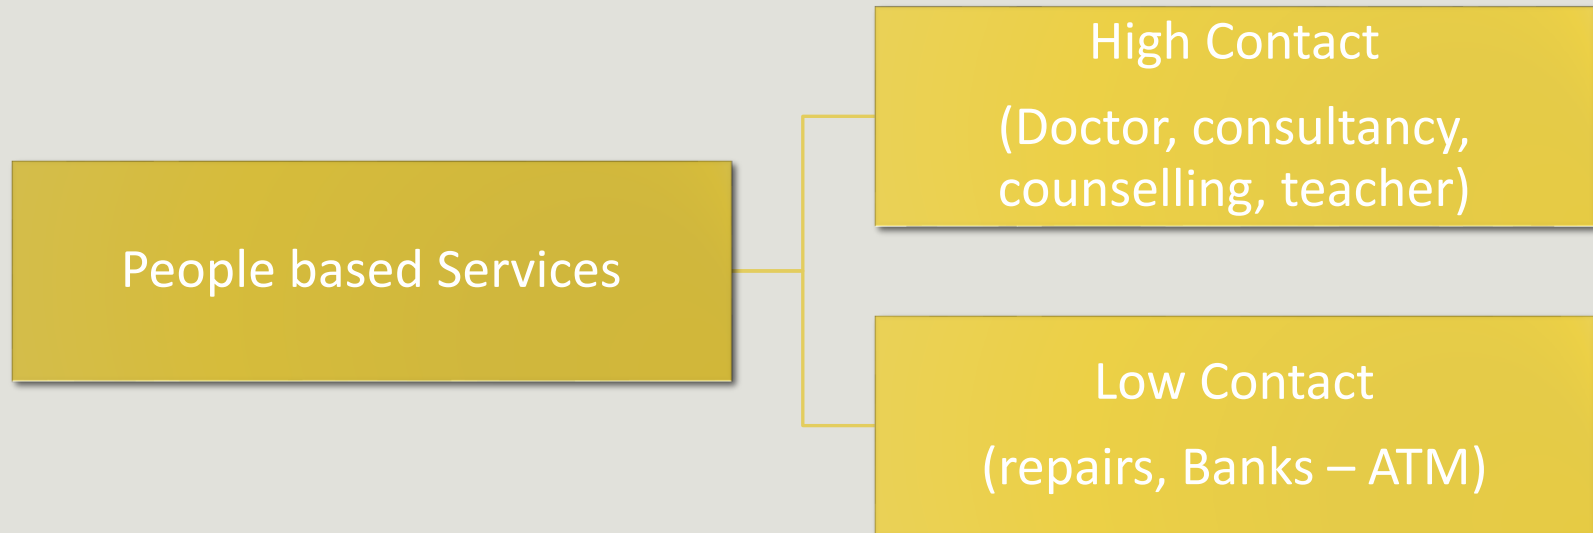 People based Services
High Contact
(Doctor, consultancy,
counselling, teacher)
Low Contact
(repairs, Banks – ATM)